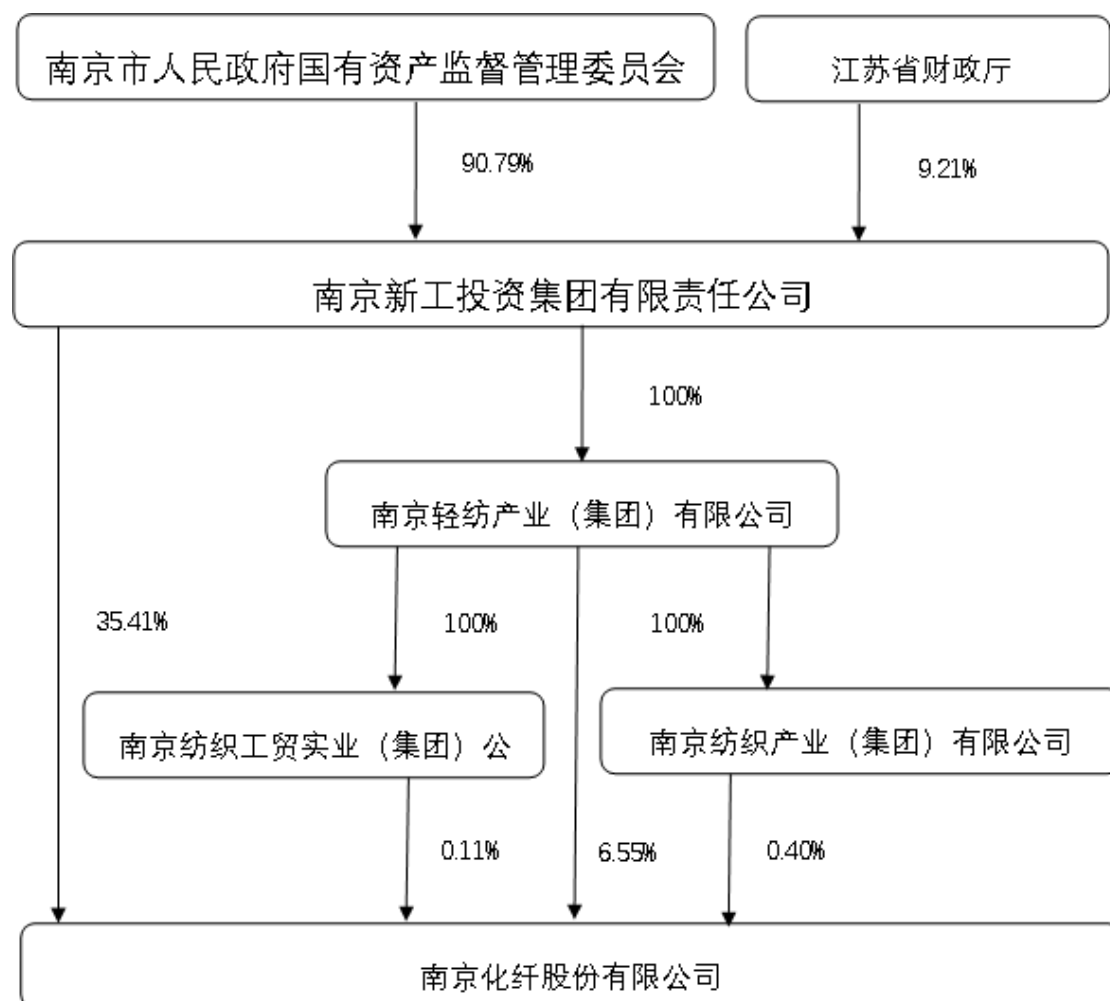 南京市人民政府国有资产监督管理委员会
江苏省财政厅
90.79%
9.21%
南京新工投资集团有限责任公司
100%
南京轻纺产业（集团）有限公司
35.41%
100%
100%
南京纺织工贸实业（集团）公
南京纺织产业（集团）有限公司
0.11%
6.55%
0.40%
南京化纤股份有限公司